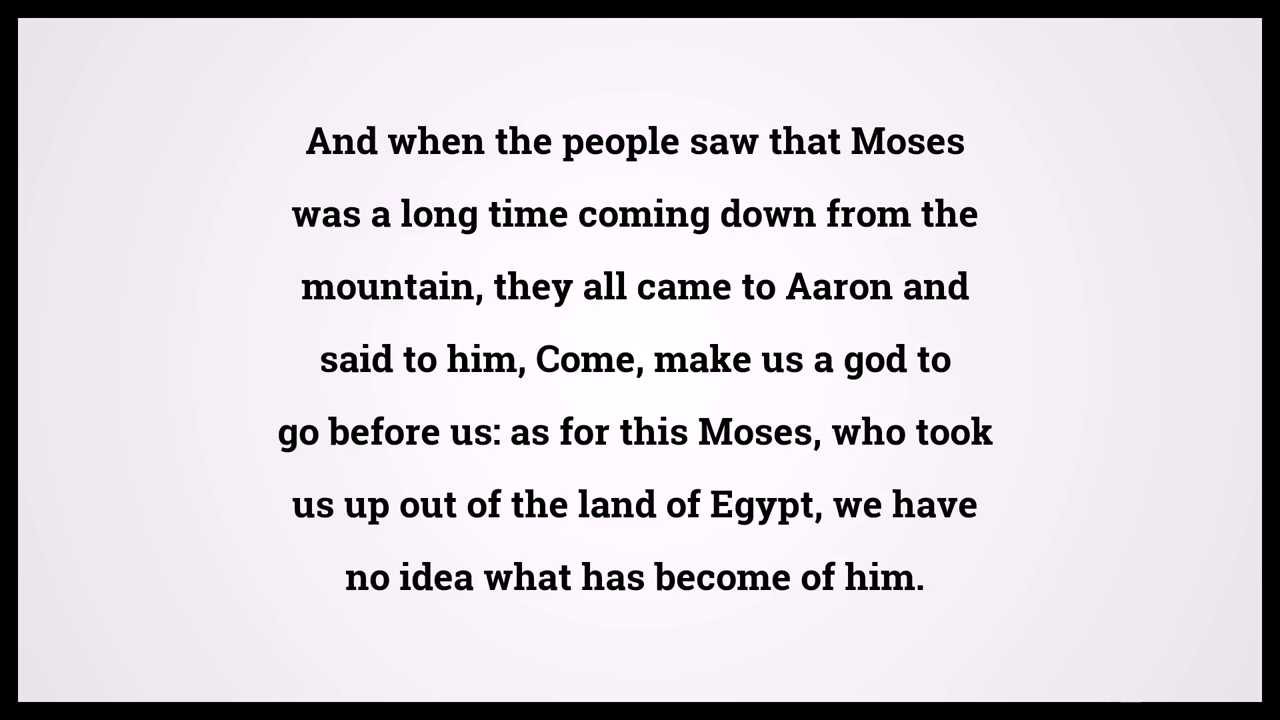 And when the people saw that Moses
was a long time coming down from the
mountain, they all came to Aaron and
said to him, Come, make us a god to
go before us: as for this Moses, who took
us up out of the land of Egypt, we have
no idea what has become of him.